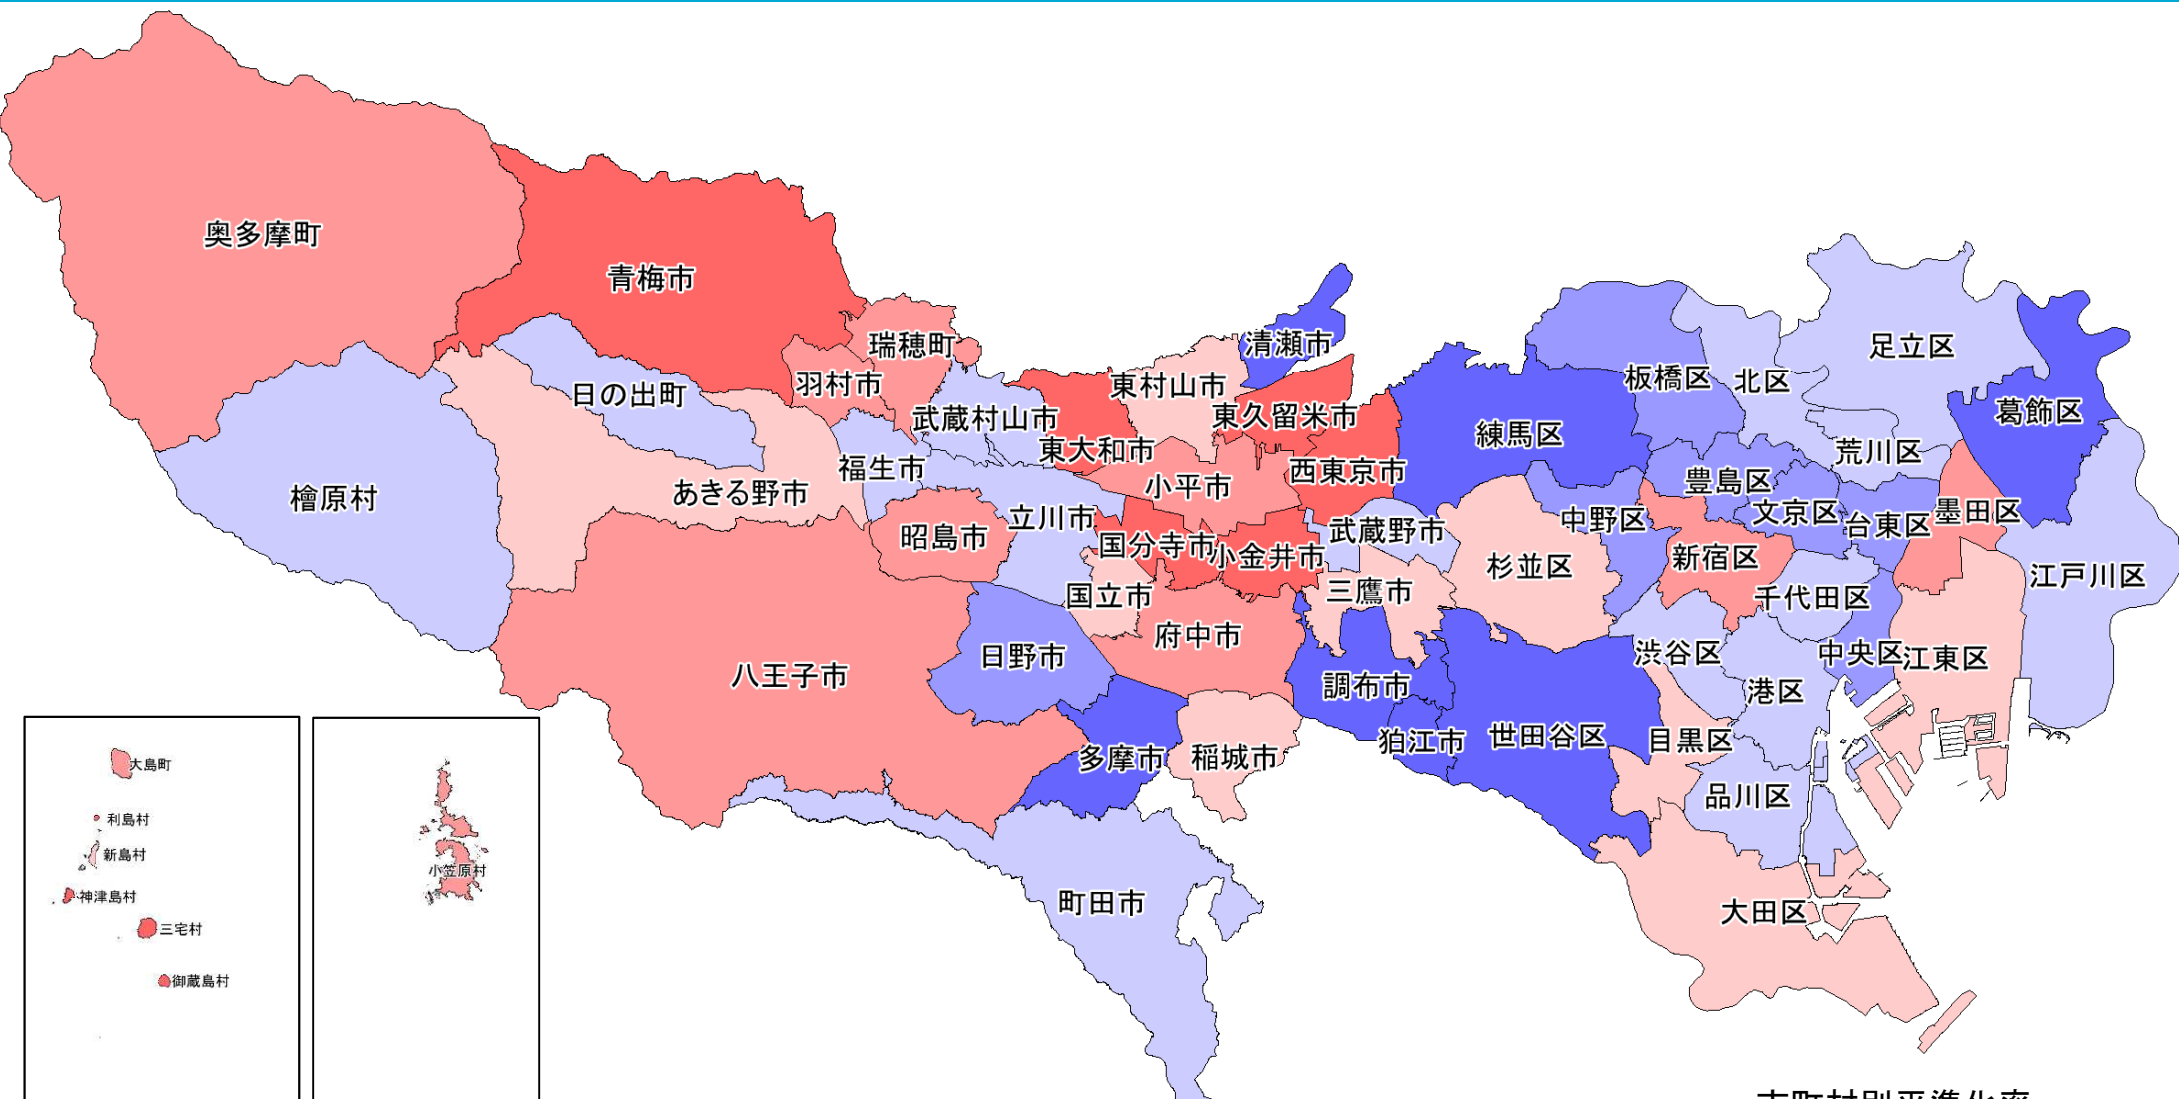 奥多摩町
青梅市
瑞穂町
羽村市
日の出町
檜原村
あきる野市
福生市
武蔵村山市
東大和市
東村山市
清瀬市
東久留米市
西東京市
小平市
立川市
昭島市
国分寺市
小金井市
国立市
府中市
武蔵野市
三鷹市
八王子市
日野市
多摩市
稲城市
調布市
狛江市
町田市
練馬区
板橋区
北区
足立区
葛飾区
荒川区
豊島区
文京区
台東区
墨田区
中野区
杉並区
新宿区
千代田区
江戸川区
渋谷区
中央区
江東区
港区
世田谷区
目黒区
品川区
大田区
大島町
利島村
新島村
神津島村
三宅村
御蔵島村
小笠原村
市町村別平準化率